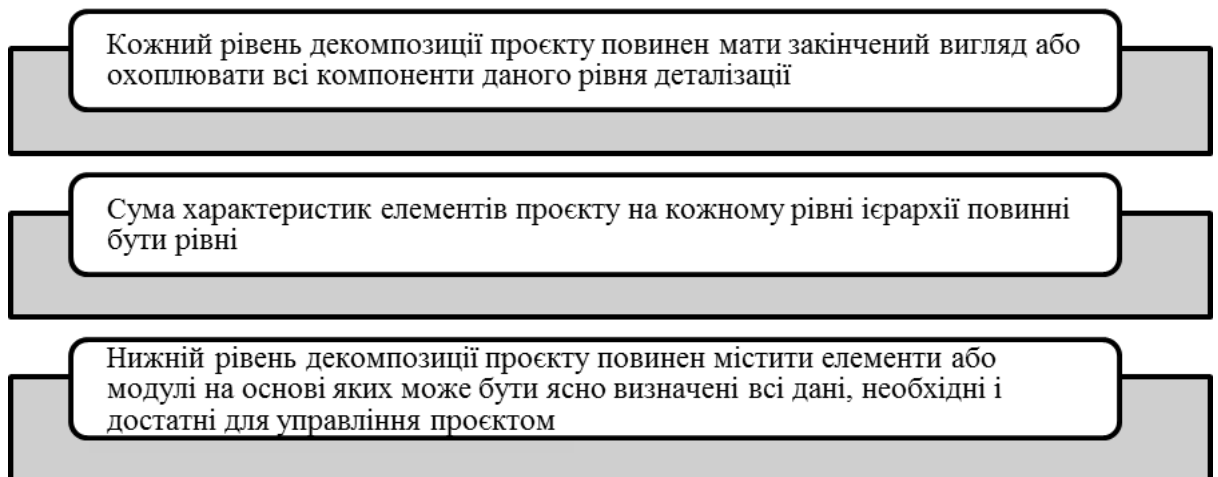 Кожний рівень декомпозиції проєкту повинен мати закінчений вигляд або
охоплювати всі компоненти даного рівня деталізації
Сума характеристик елементів проєкту на кожному рівні ієрархії повинні
бути рівні
Нижній рівень декомпозиції проєкту повинен містити елементи або
модулі на основі яких може бути ясно визначені всі дані, необхідні і
достатні для управління проєктом